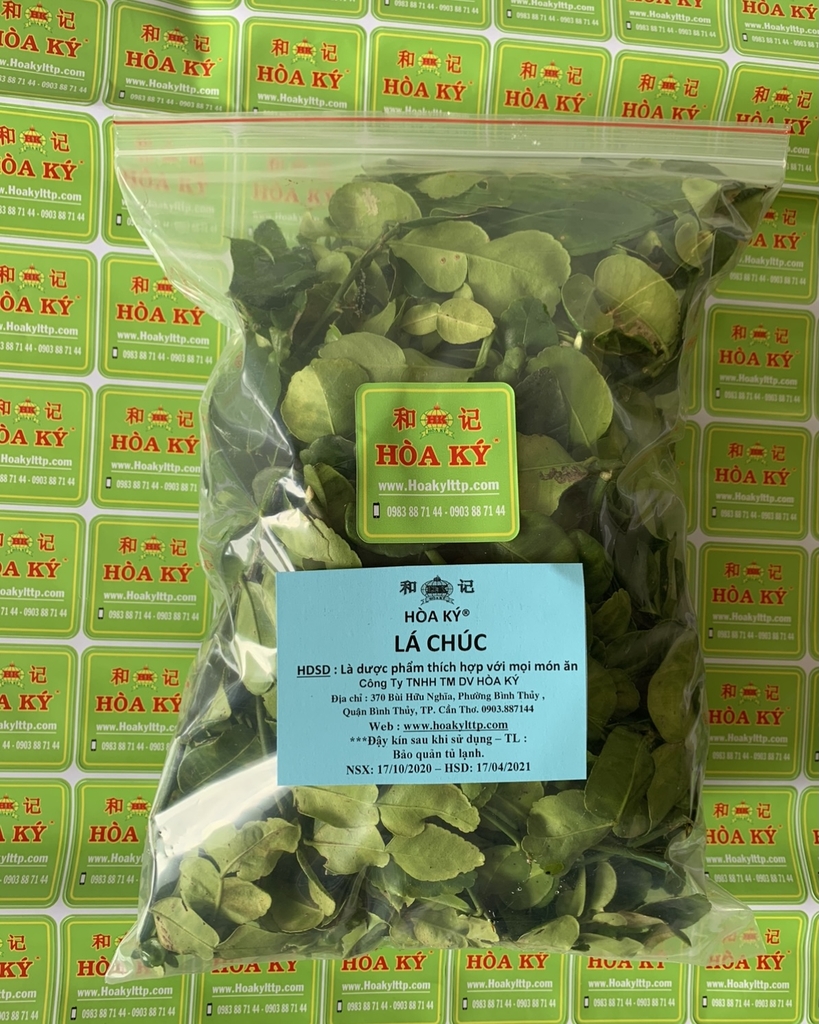 和 HK 记
HÒA KÝ
www.Hoakylttp.com
0983 88 71 44 - 0903 88 71 44
和 HK 记
HÒA KÝ®
LÁ CHÚC
HDSD : Là dược phẩm thích hợp với mọi món ăn
Công Ty TNHH TM DV HÒA KÝ
Địa chỉ : 370 Bùi Hữu Nghĩa, Phường Bình Thủy ,
Quận Bình Thủy, TP. Cần Thơ. 0903.887144
Web : www.hoakylttp.com
***Đậy kín sau khi sử dụng – TL :
Bảo quản tủ lạnh.
NSX: 17/10/2020 – HSD: 17/04/2021